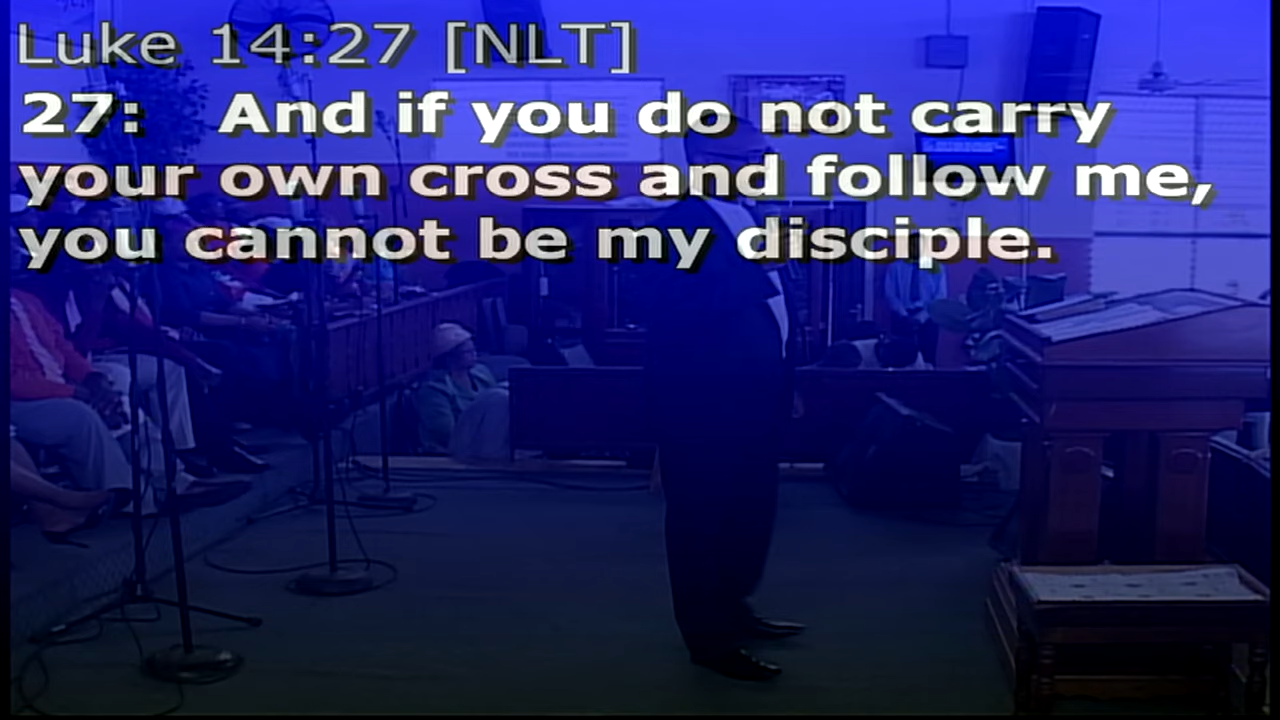 Luke 14:27 [NLT]
27: And if you do not carry
your own cross and follow me,
you cannot be my disciple.